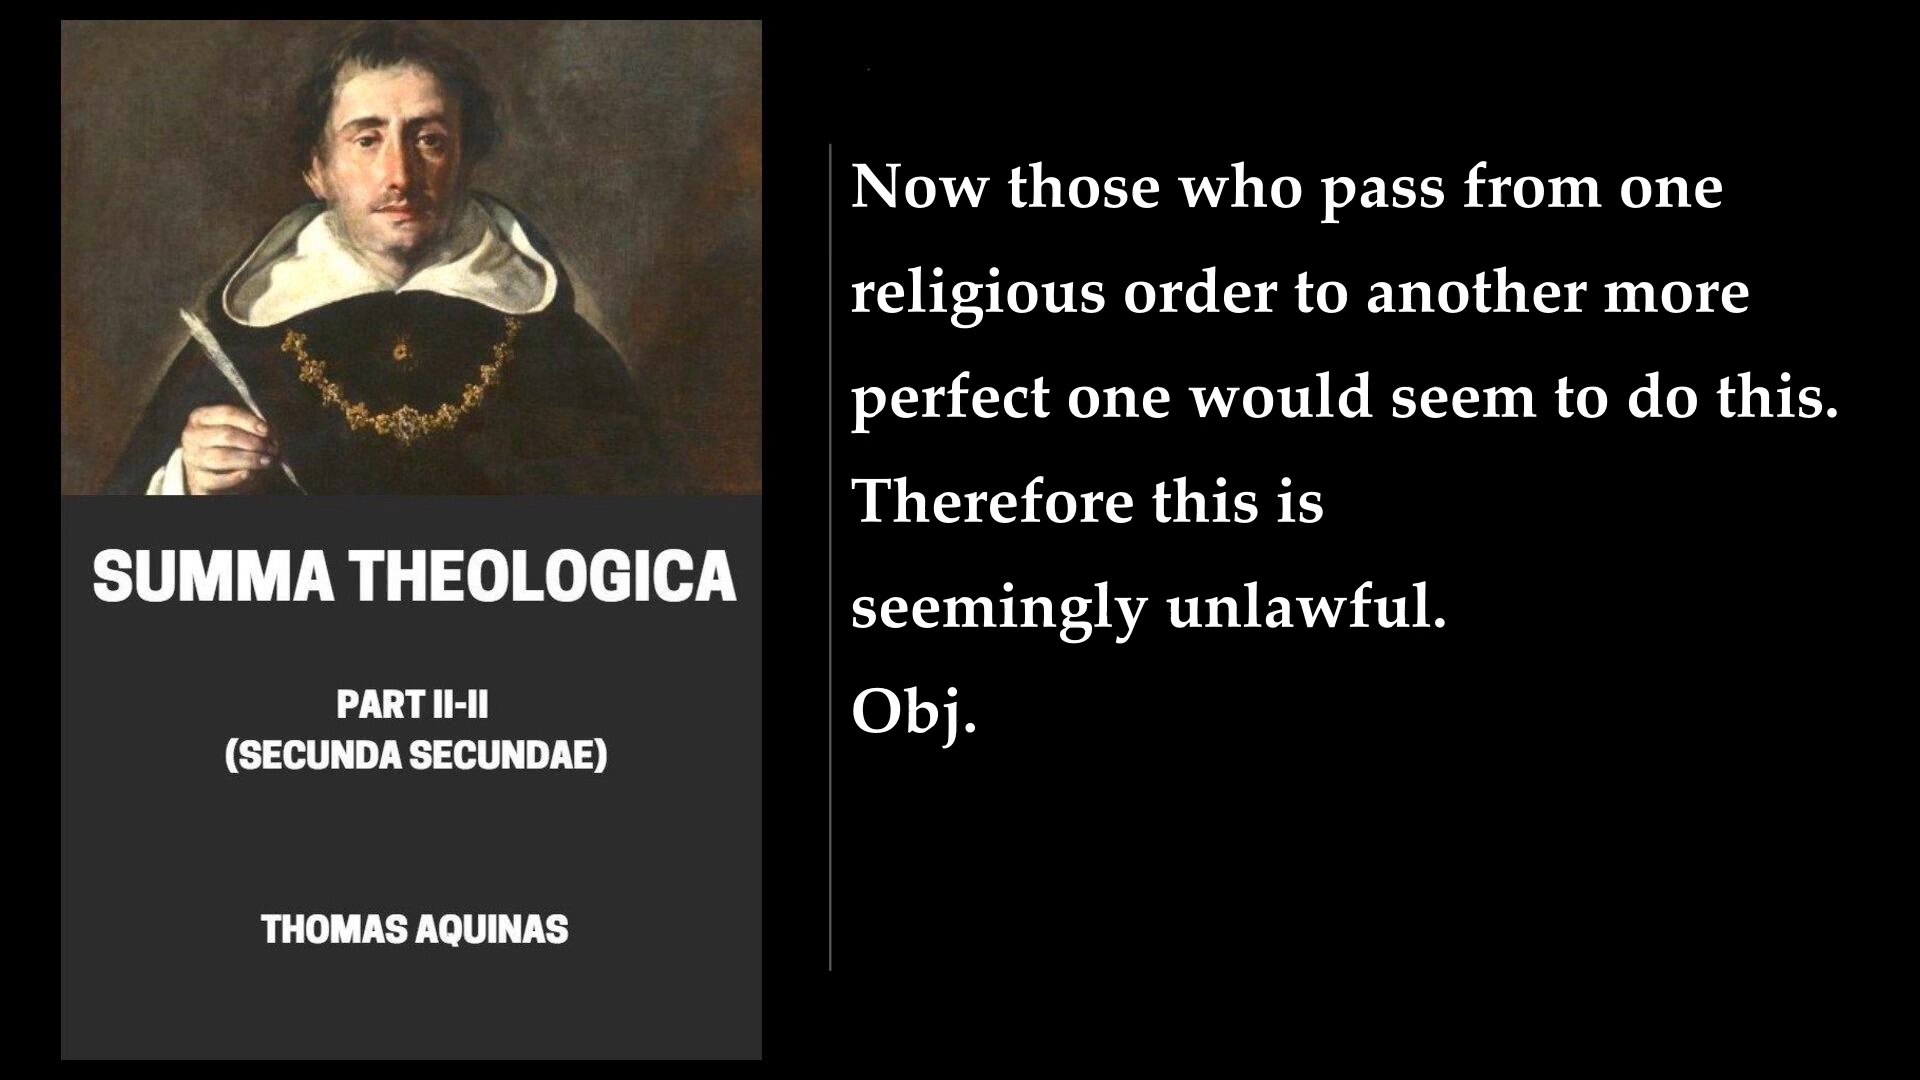 SUMMA THEOLOGICA
PART II-II
(SECUNDA SECUNDAE)
THOMAS AQUINAS
Now those who pass from one
religious order to another more
perfect one would seem to do this.
Therefore this is
seemingly unlawful.
Obj.